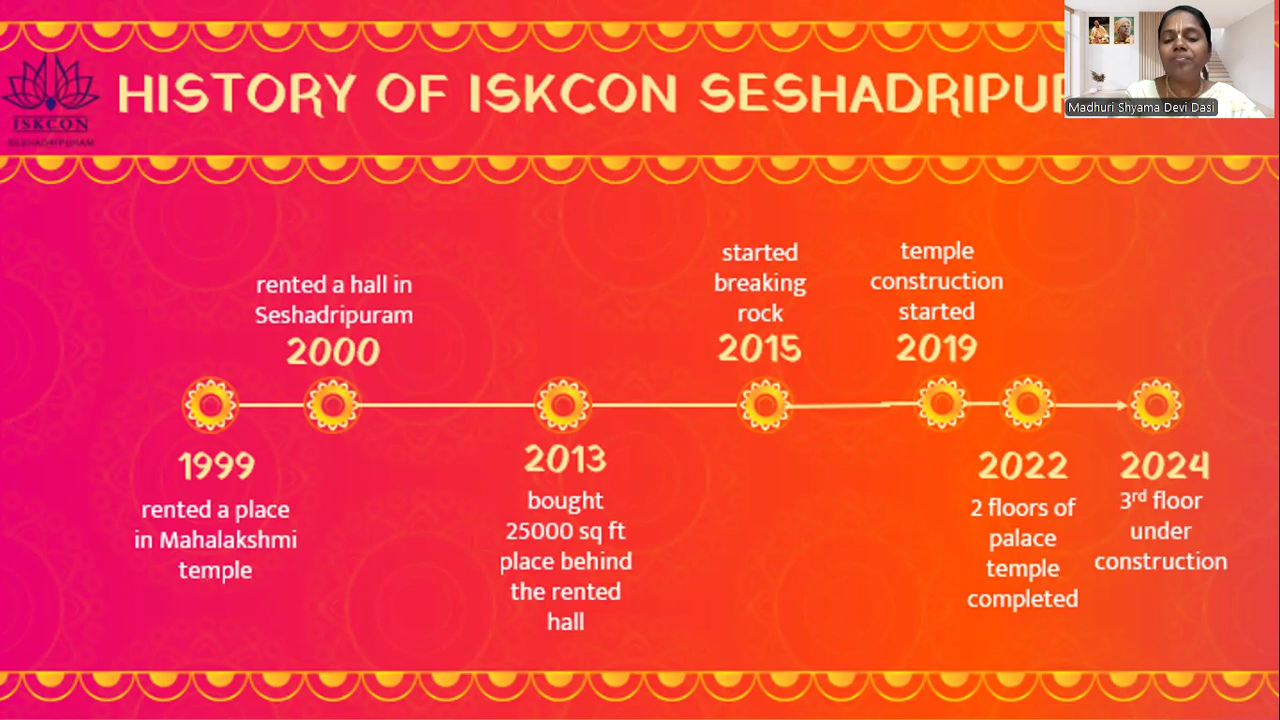 HISTORY OF ISKCON SESHADRIPUR
ISKCON
SESHADRIPURAM
Madhuri Shyama Devi Dasi
rented a hall in
Seshadripuram
2000
started
breaking
rock
2015
temple
construction
started
2019
1999
rented a place
in Mahalakshmi
temple
2013
bought
25000 sq ft
place behind
the rented
hall
2022
2 floors of
palace
temple
completed
2024
3rd floor
under
construction